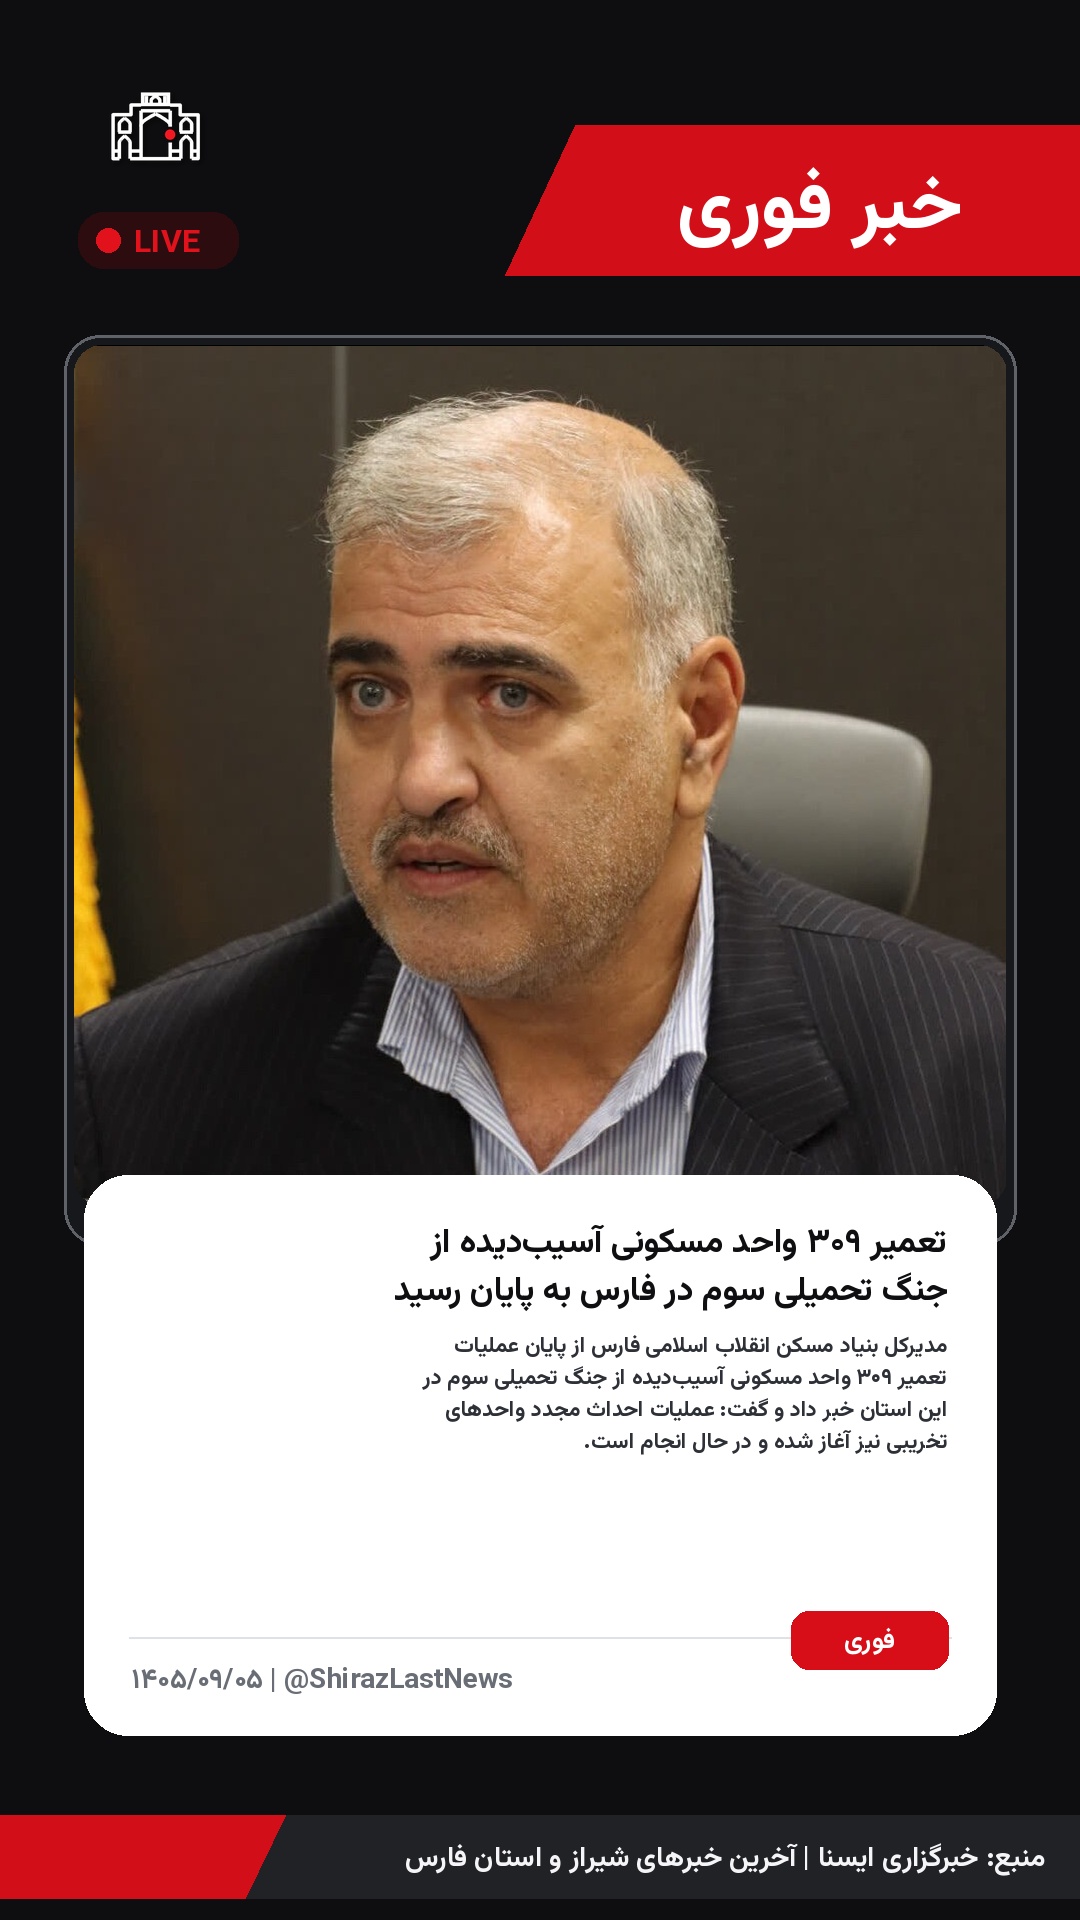 خبر فوری
LIVE
تعمیر ۳۰۹ واحد مسکونی آسیب‌دیده از
جنگ تحمیلی سوم در فارس به پایان رسید
مدیرکل بنیاد مسکن انقلاب اسلامی فارس از پایان عملیات
تعمیر ۳۰۹ واحد مسکونی آسیب‌دیده از جنگ تحمیلی سوم در
این استان خبر داد و گفت: عملیات احداث مجدد واحدهای
تخریبی نیز آغاز شده و در حال انجام است.
فوری
۱۴۰۵/۰۹/۰۵ | @ShirazLastNews
منبع: خبرگزاری ایسنا | آخرین خبرهای شیراز و استان فارس